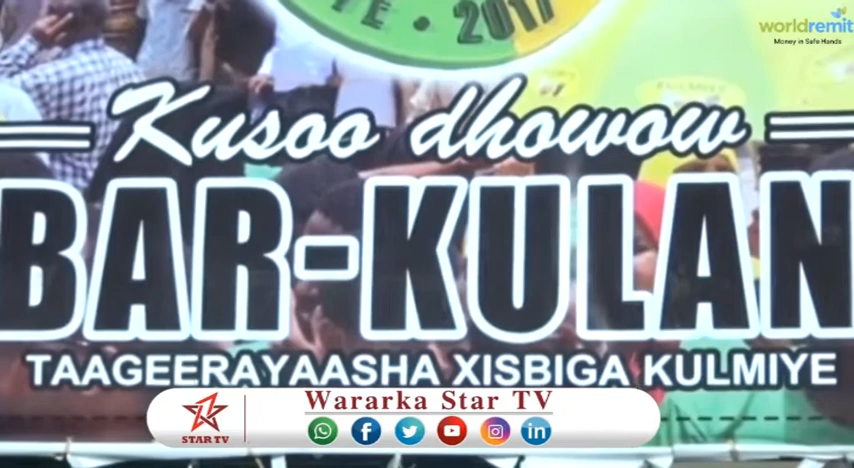 YE • 2017
worldremit
Money in Safe Hands
Kusoo dhowow
BAR-KULAN
TAAGEERAYAASHA XISBIGA KULMIYE
STAR TV
Wararka Star TV